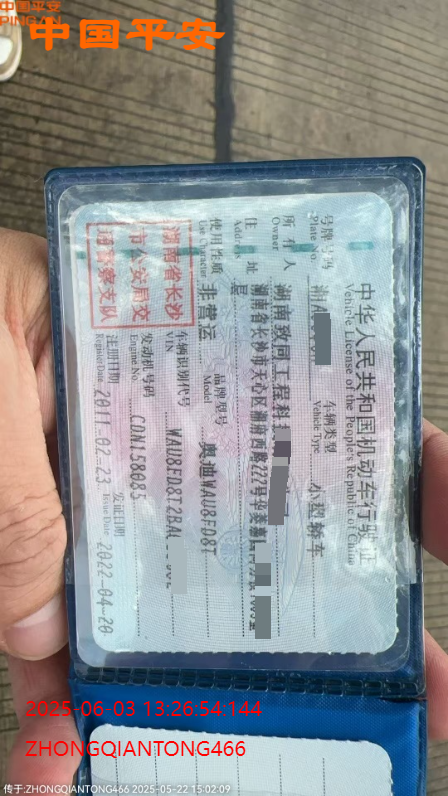 中国平安
PINGAN
中国平安
中华人民共和国机动车行驶证
Vehicle License of the People's Republic of China
号牌号码 湘A
Plate No.
车辆类型 小型轿车
Vehicle Type
所有人 湖南致同工程科
Owner
住址 湖南省长沙市天心区湘府西路222号华菱
Address
层
使用性质 非营运
Use Character
品牌型号 奥迪WAU8FD8T
Model
湖南省长沙
市公安局交
通警察支队
车辆识别代号 WAU8FD8T2BA
VIN
发动机号码 CDN158085
Engine No.
注册日期 2011-02-23
Register Date
发证日期 2022-04-20
Issue Date
2025-06-03 13:26:54:144
ZHONGQIANTONG466
传于:ZHONGQIANTONG466 2025-05-22 15:02:09